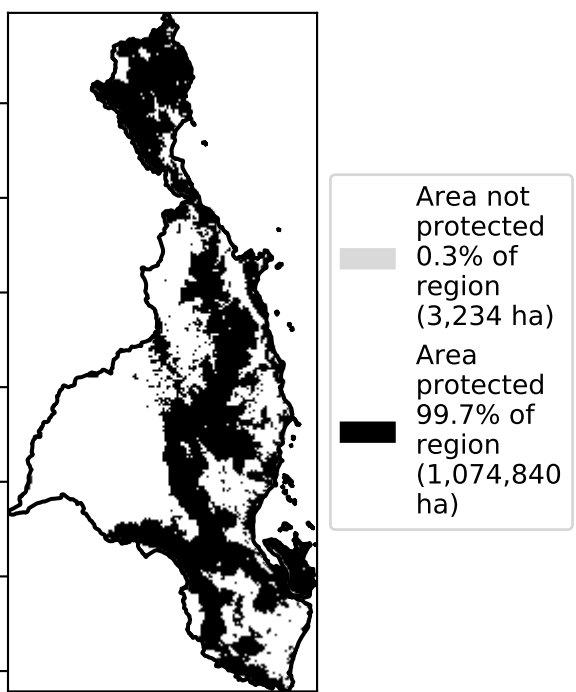 Area not
protected
0.3% of
region
(3,234 ha)
Area
protected
99.7% of
region
(1,074,840
ha)